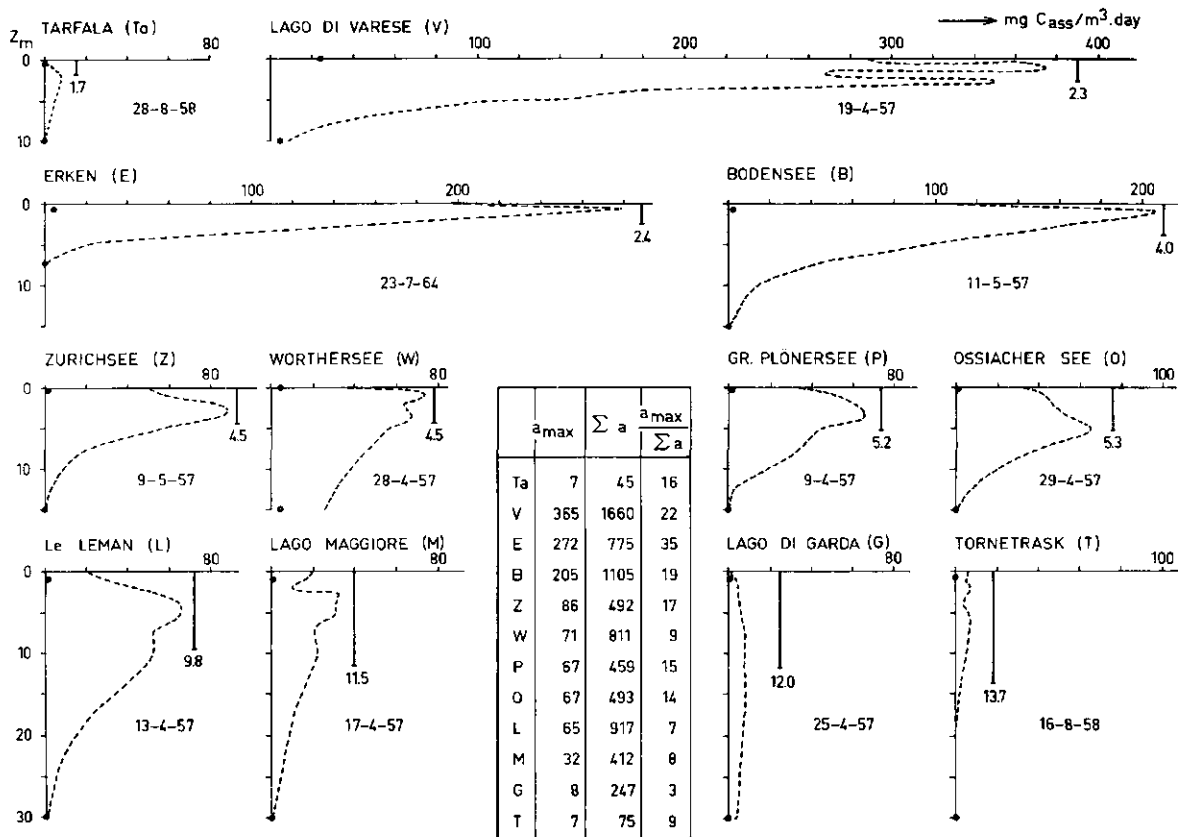 TARFALA (Ta)
Zm
80
0
1.7
28-8-58
10
LAGO DI VARESE (V)
mg Cass/m³.day
100
200
300
400
2.3
19-4-57
ERKEN (E)
100
200
0
2.4
10
23-7-64
BODENSEE (B)
100
200
4.0
11-5-57
ZURICHSEE (Z)
80
0
4.5
10
9-5-57
WORTHERSEE (W)
80
4.5
28-4-57
GR. PLÖNERSEE (P)
80
5.2
9-4-57
OSSIACHER SEE (O)
100
5.3
29-4-57
Le LEMAN (L)
80
0
10
9.8
20
13-4-57
30
LAGO MAGGIORE (M)
80
11.5
17-4-57
amax Σ a amax/Σ a
Ta 7 45 16
V 365 1660 22
E 272 775 35
B 205 1105 19
Z 86 492 17
W 71 811 9
P 67 459 15
O 67 493 14
L 65 917 7
M 32 412 8
G 8 247 3
T 7 75 9
LAGO DI GARDA (G)
80
12.0
25-4-57
TORNETRASK (T)
100
13.7
16-8-58